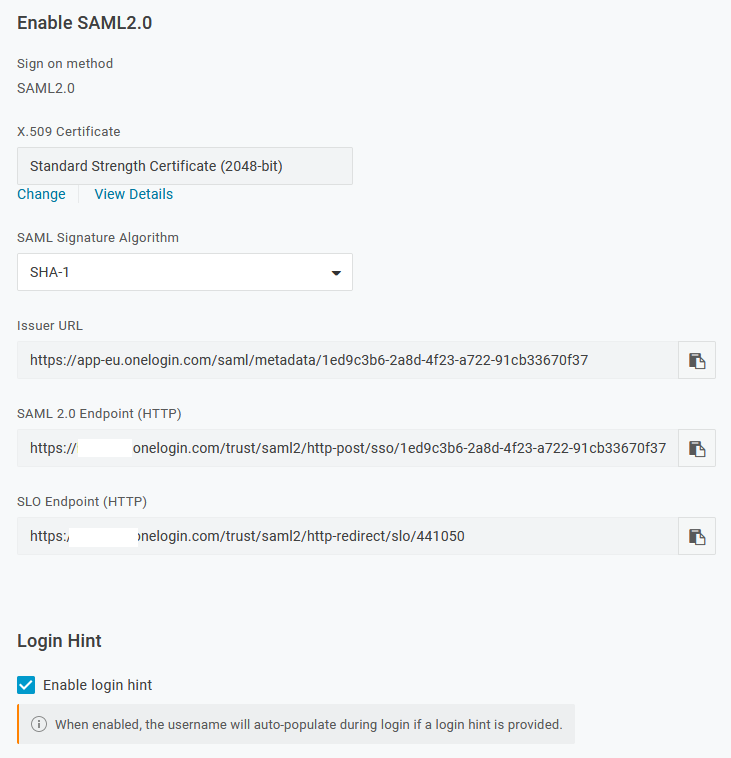 Enable SAML2.0
Sign on method
SAML2.0
X.509 Certificate
Standard Strength Certificate (2048-bit)
Change View Details
SAML Signature Algorithm
SHA-1
Issuer URL
https://app-eu.onelogin.com/saml/metadata/1ed9c3b6-2a8d-4f23-a722-91cb33670f37
SAML 2.0 Endpoint (HTTP)
https:// onelogin.com/trust/saml2/http-post/sso/1ed9c3b6-2a8d-4f23-a722-91cb33670f37
SLO Endpoint (HTTP)
https:/ onelogin.com/trust/saml2/http-redirect/slo/441050
Login Hint
Enable login hint
When enabled, the username will auto-populate during login if a login hint is provided.